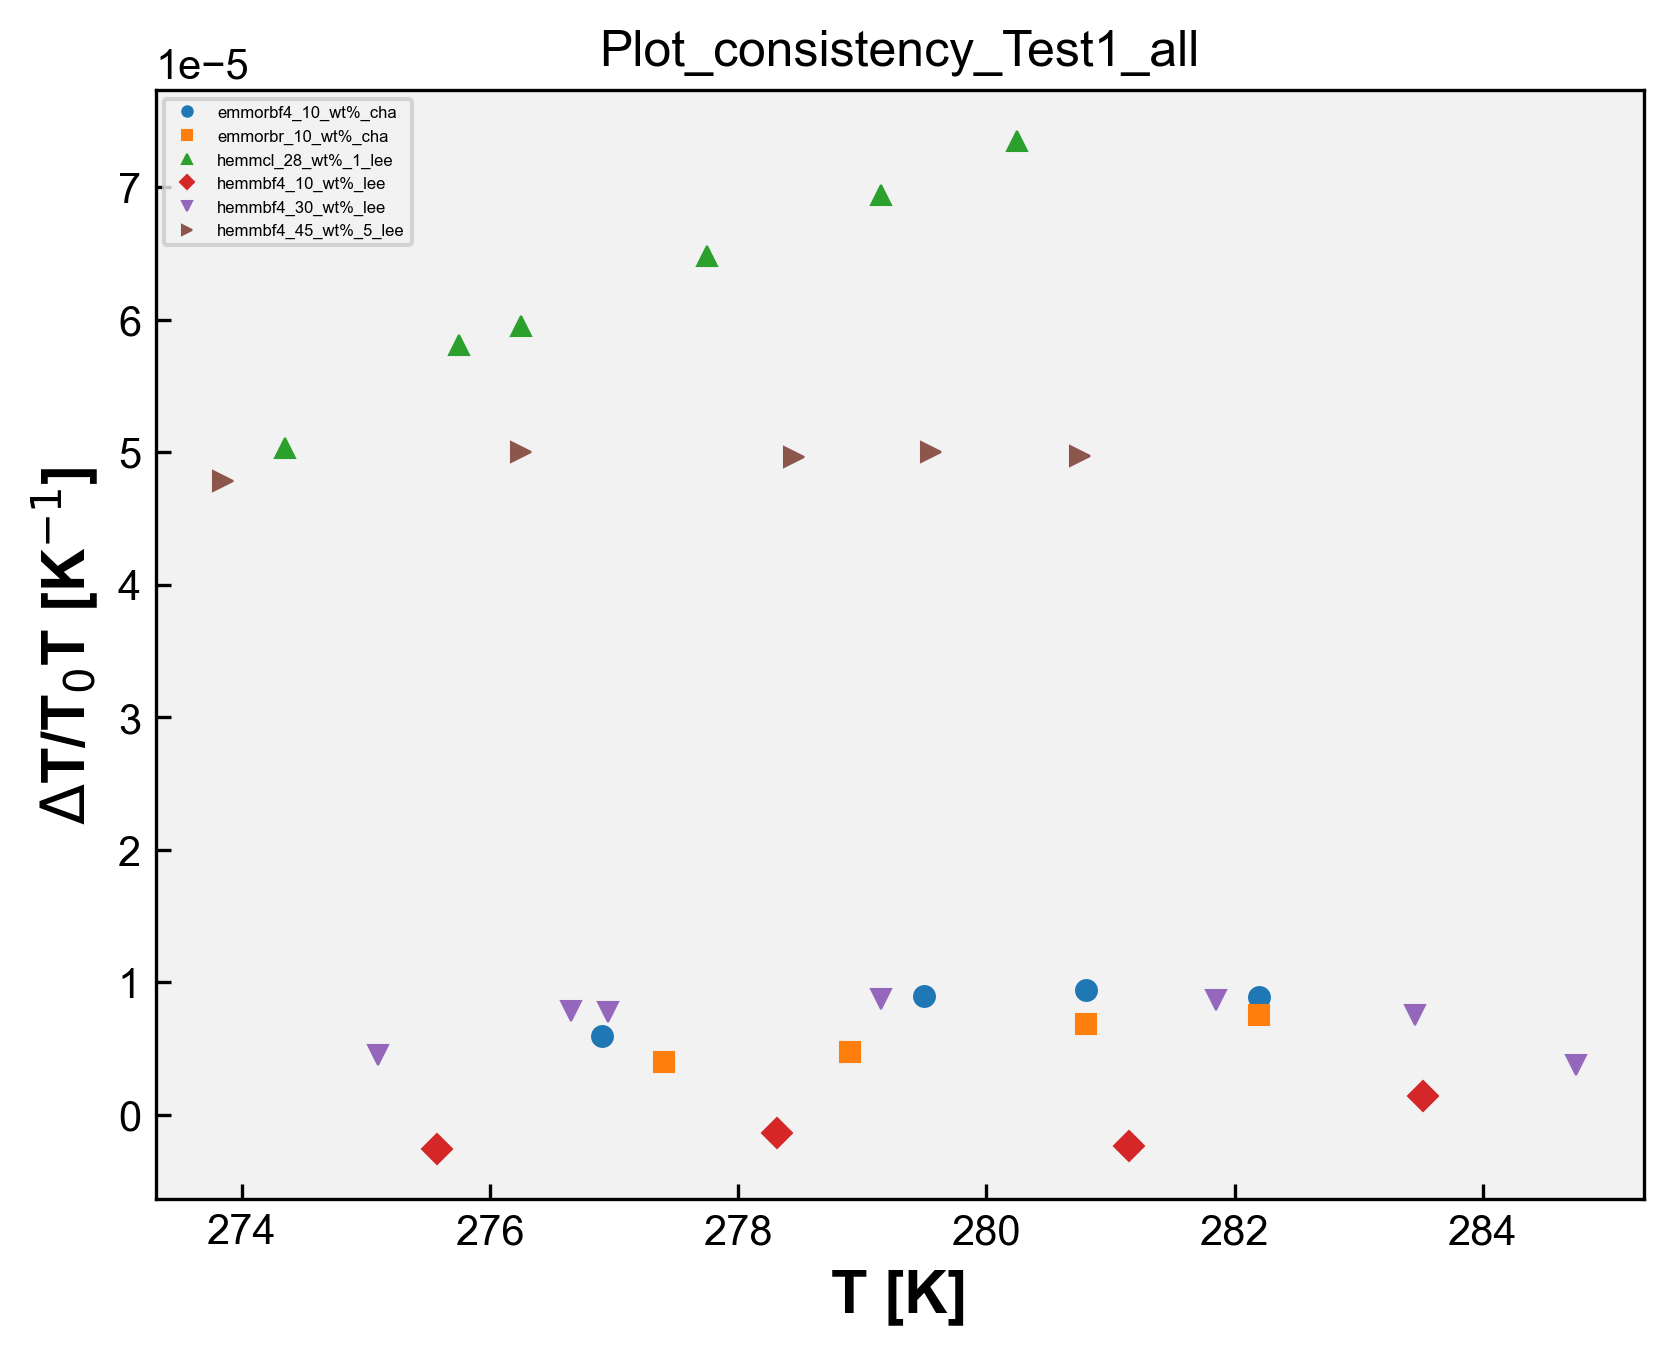 Plot_consistency_Test1_all
1e−5
emmorbf4_10_wt%_cha
emmorbr_10_wt%_cha
hemmcl_28_wt%_1_lee
hemmbf4_10_wt%_lee
hemmbf4_30_wt%_lee
hemmbf4_45_wt%_5_lee
7
6
5
4
3
2
1
0
ΔT/T₀T [K⁻¹]
274 276 278 280 282 284
T [K]